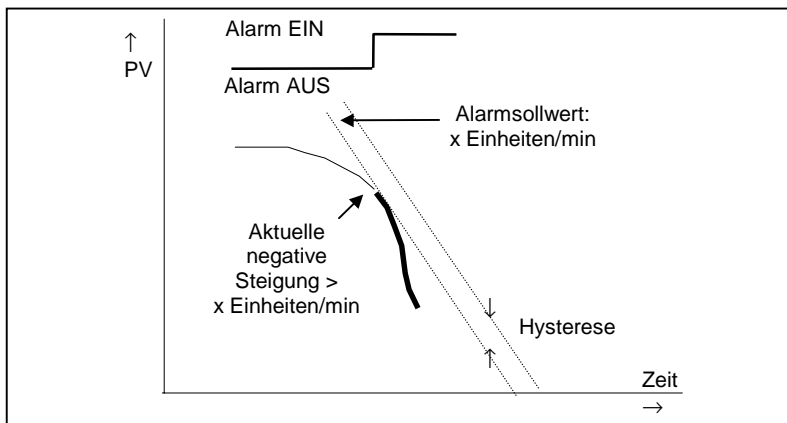 Alarm EIN
↑
PV
Alarm AUS
Alarmsollwert:
x Einheiten/min
Aktuelle
negative
Steigung >
x Einheiten/min
↓
Hysterese
↑
Zeit
→